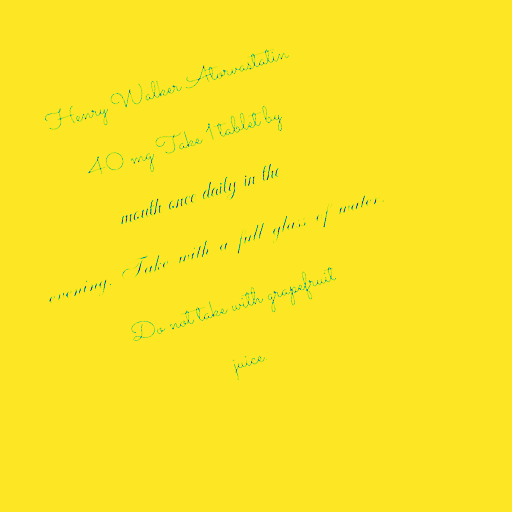 Henry Walker Atorvastatin
40 mg Take 1 tablet by
mouth once daily in the
evening. Take with a full glass of water.
Do not take with grapefruit
juice